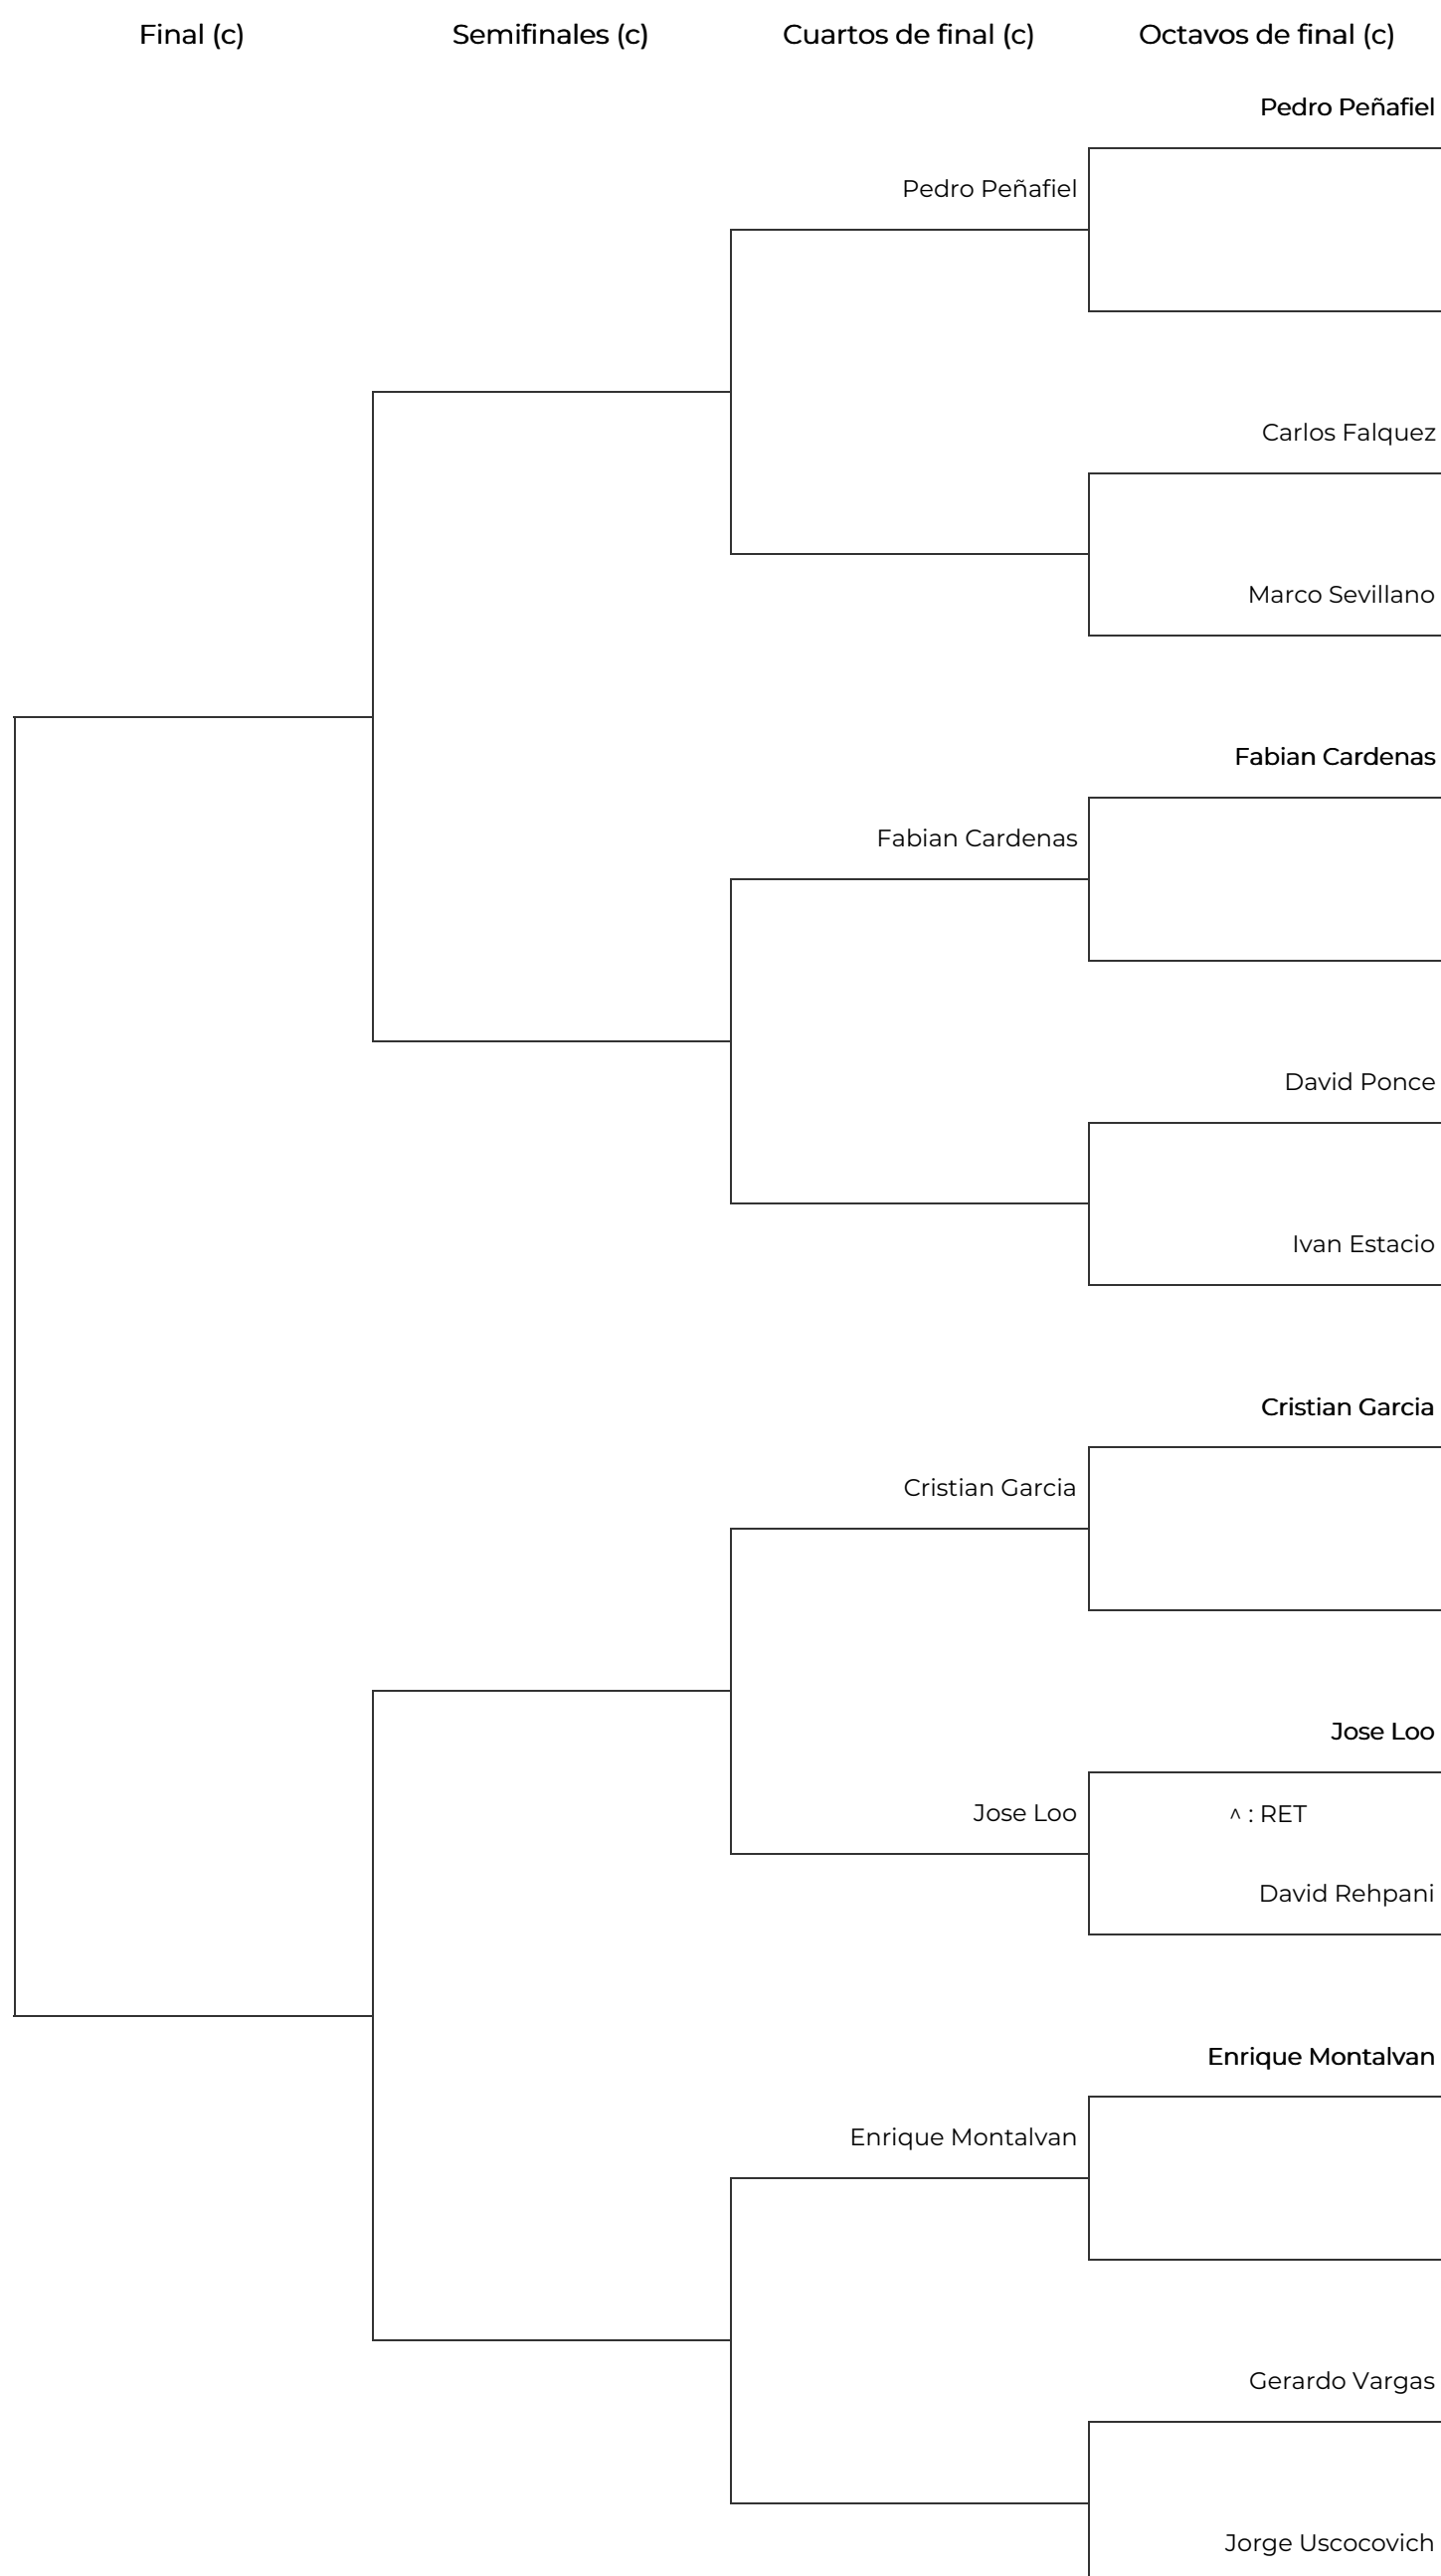 Final (c)
Semifinales (c)
Cuartos de final (c)
Octavos de final (c)
Pedro Peñafiel
Pedro Peñafiel
Carlos Falquez
Marco Sevillano
Fabian Cardenas
Fabian Cardenas
David Ponce
Ivan Estacio
Cristian Garcia
Cristian Garcia
Jose Loo
Jose Loo
^ : RET
David Rehpani
Enrique Montalvan
Enrique Montalvan
Gerardo Vargas
Jorge Uscocovich